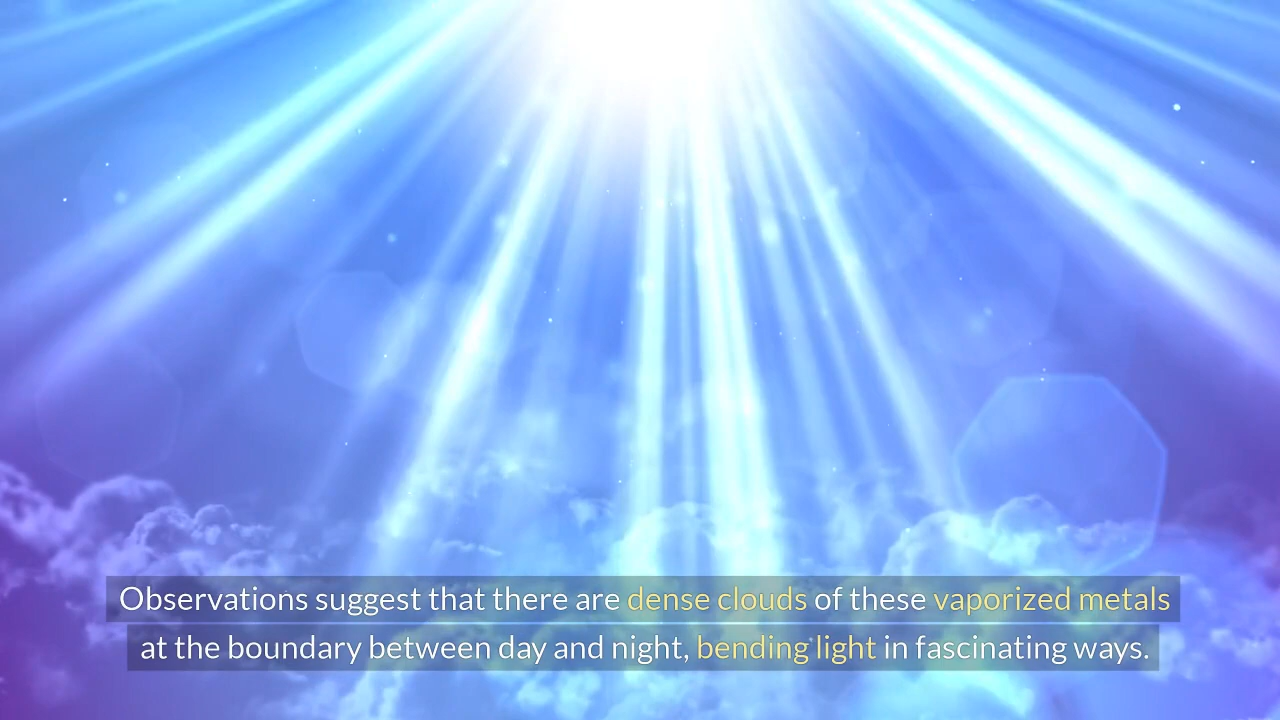 Observations suggest that there are dense clouds of these vaporized metals
at the boundary between day and night, bending light in fascinating ways.